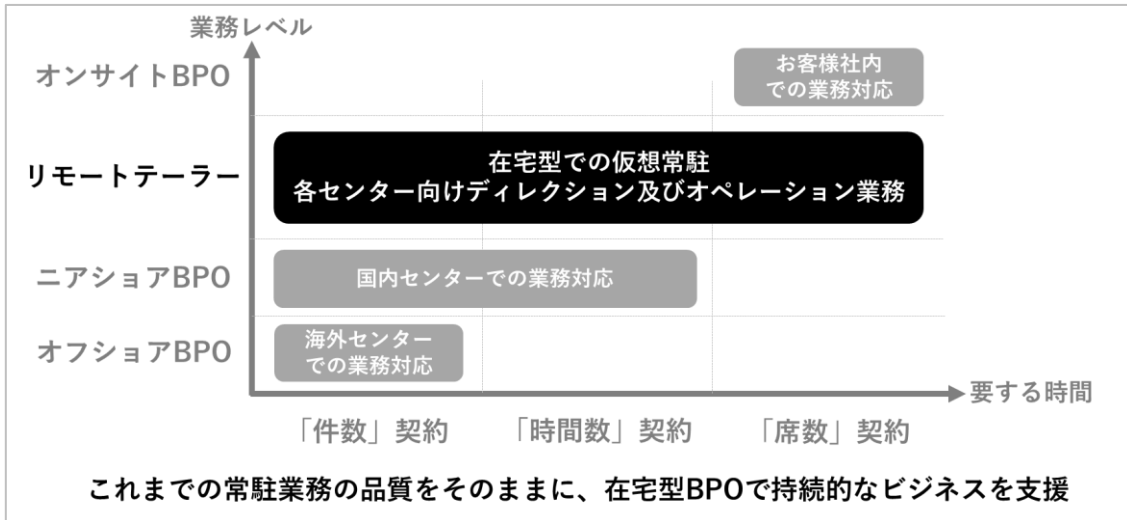 業務レベル
オンサイトBPO
お客様社内
での業務対応
リモートテーラー
在宅型での仮想常駐
各センター向けディレクション及びオペレーション業務
ニアショアBPO
国内センターでの業務対応
オフショアBPO
海外センター
での業務対応
要する時間
「件数」契約
「時間数」契約
「席数」契約
これまでの常駐業務の品質をそのままに、在宅型BPOで持続的なビジネスを支援